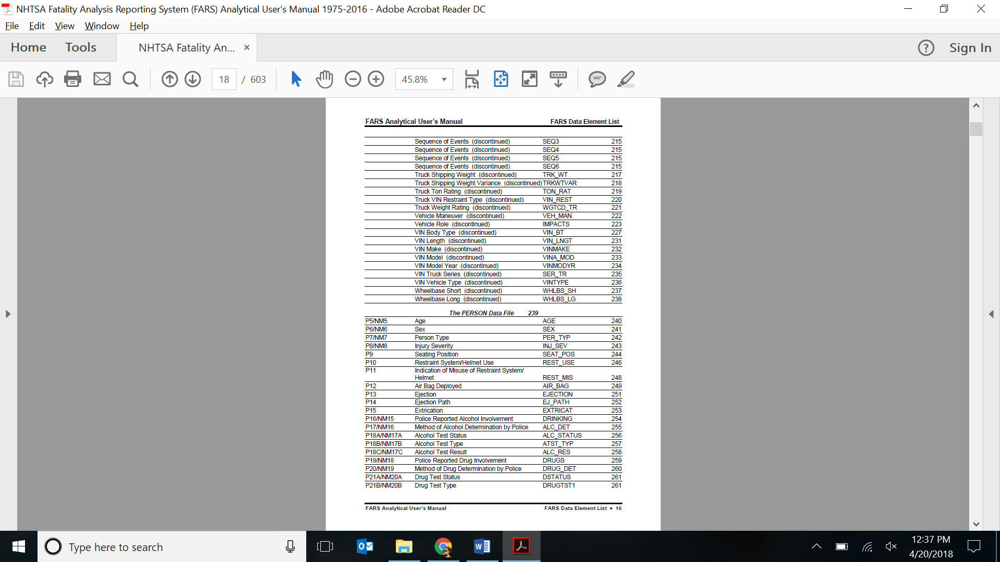 NHTSA Fatality Analysis Reporting System (FARS) Analytical User’s Manual 1975-2016 - Adobe Acrobat Reader DC
File Edit View Window Help
Home Tools NHTSA Fatality An... × ? Sign In
18 / 603 45.8%
FARS Analytical User’s Manual FARS Data Element List
Sequence of Events (discontinued) SEQ3 215
Sequence of Events (discontinued) SEQ4 215
Sequence of Events (discontinued) SEQ5 215
Sequence of Events (discontinued) SEQ6 215
Truck Shipping Weight (discontinued) TRK_WT 217
Truck Shipping Weight Variance (discontinued) TRKWTVAR 218
Truck Ton Rating (discontinued) TON_RAT 219
Truck VIN Restraint Type (discontinued) VIN_REST 220
Truck Weight Rating (discontinued) WGTCD_TR 221
Vehicle Maneuver (discontinued) VEH_MAN 222
Vehicle Role (discontinued) IMPACTS 223
VIN Body Type (discontinued) VIN_BT 227
VIN Length (discontinued) VIN_LNGT 231
VIN Make (discontinued) VINMAKE 232
VIN Model (discontinued) VINA_MOD 233
VIN Model Year (discontinued) VINMODYR 234
VIN Truck Series (discontinued) SER_TR 235
VIN Vehicle Type (discontinued) VINTYPE 236
Wheelbase Short (discontinued) WHLBS_SH 237
Wheelbase Long (discontinued) WHLBS_LG 238
The PERSON Data File 239
P5/NM5 Age AGE 240
P6/NM6 Sex SEX 241
P7/NM7 Person Type PER_TYP 242
P8/NM8 Injury Severity INJ_SEV 243
P9 Seating Position SEAT_POS 244
P10 Restraint System/Helmet Use REST_USE 246
P11 Indication of Misuse of Restraint System/
Helmet REST_MIS 248
P12 Air Bag Deployed AIR_BAG 249
P13 Ejection EJECTION 251
P14 Ejection Path EJ_PATH 252
P15 Extrication EXTRICAT 253
P16/NM15 Police Reported Alcohol Involvement DRINKING 254
P17/NM16 Method of Alcohol Determination by Police ALC_DET 255
P18A/NM17A Alcohol Test Status ALC_STATUS 256
P18B/NM17B Alcohol Test Type ATST_TYP 257
P18C/NM17C Alcohol Test Result ALC_RES 258
P19/NM18 Police Reported Drug Involvement DRUGS 259
P20/NM19 Method of Drug Determination by Police DRUG_DET 260
P21A/NM20A Drug Test Status DSTATUS 261
P21B/NM20B Drug Test Type DRUGTST1 261
FARS Analytical User’s Manual FARS Data Element List • 16
Type here to search
12:37 PM
4/20/2018